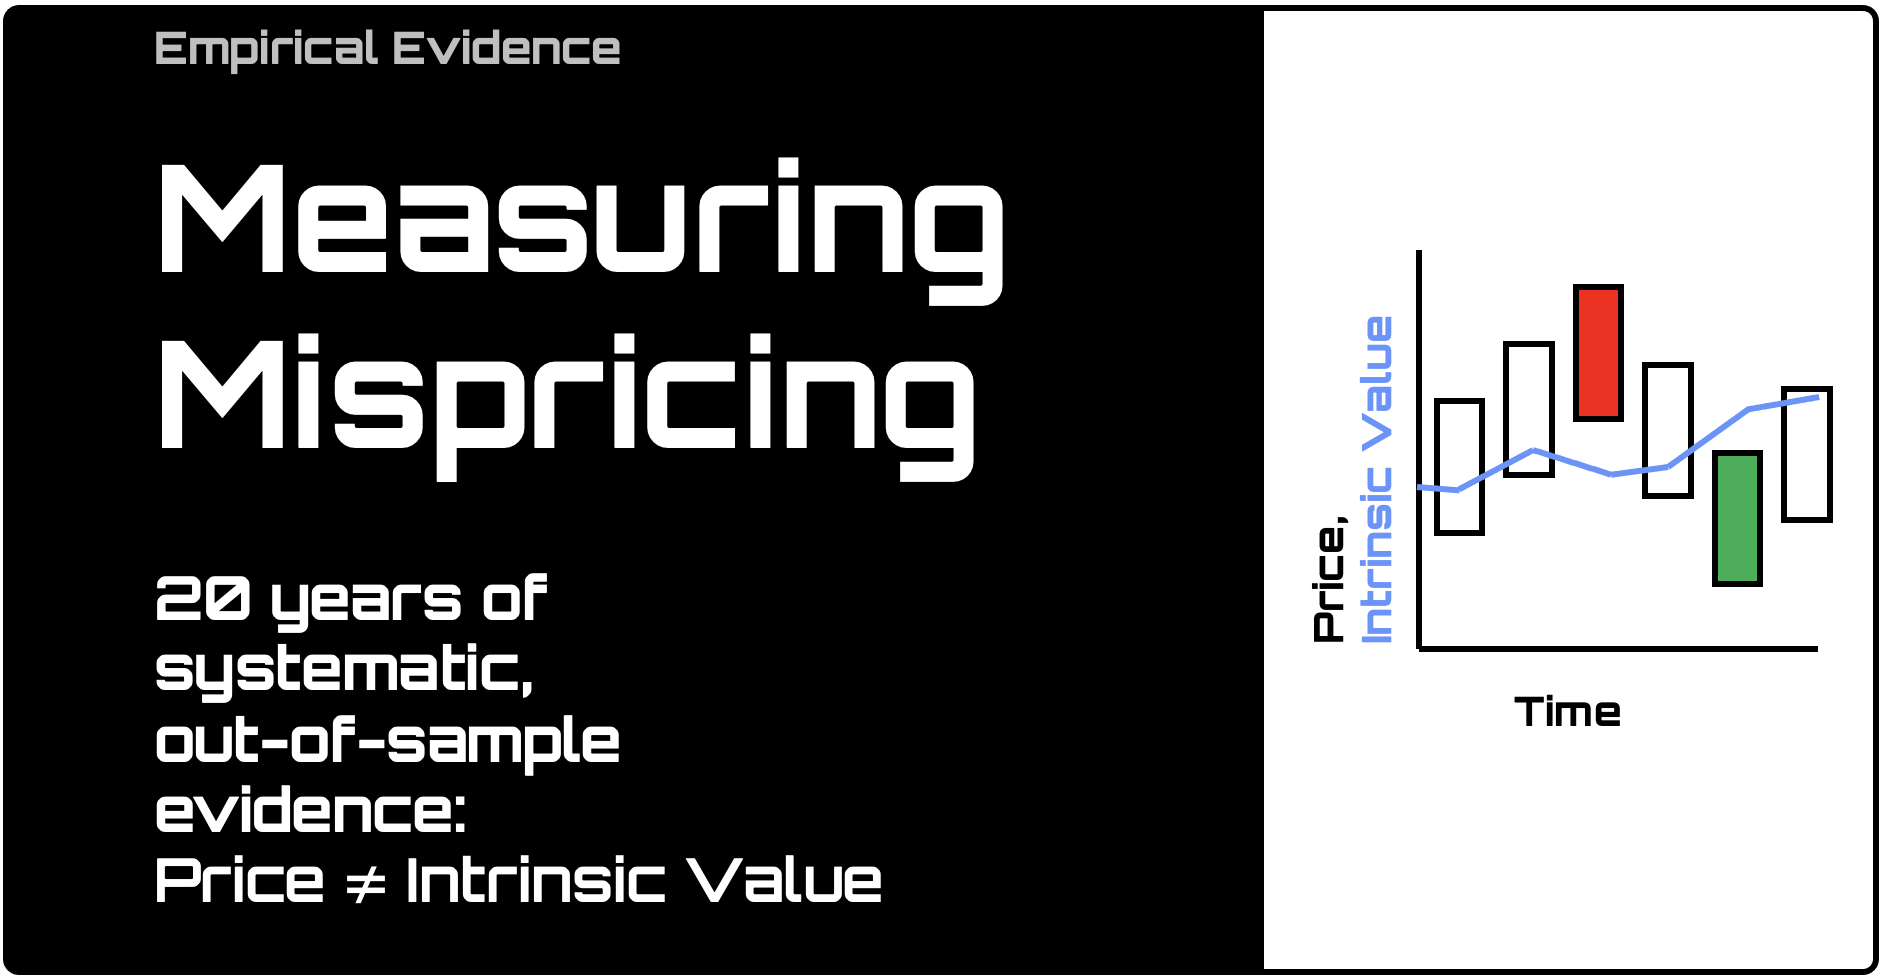 Empirical Evidence
Measuring
Mispricing
20 years of
systematic,
out-of-sample
evidence:
Price ≠ Intrinsic Value
Price,
Intrinsic Value
Time